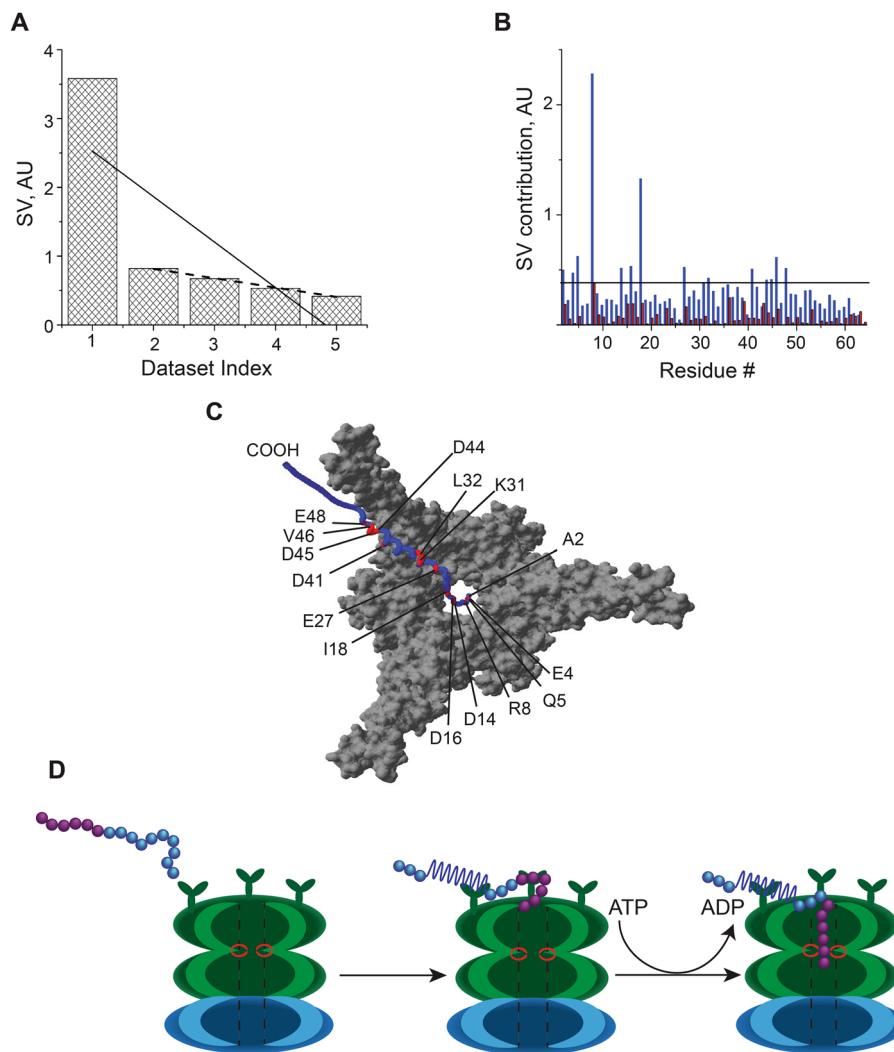 A
SV, AU
4
3
2
1
0
1 2 3 4 5
Dataset Index
B
SV contribution, AU
2
1
10 20 30 40 50 60
Residue #
C
COOH
D44
L32
K31
E48
V46
A2
D45
D41
E27
I18
E4
Q5
R8
D14
D16
D
ATP
ADP